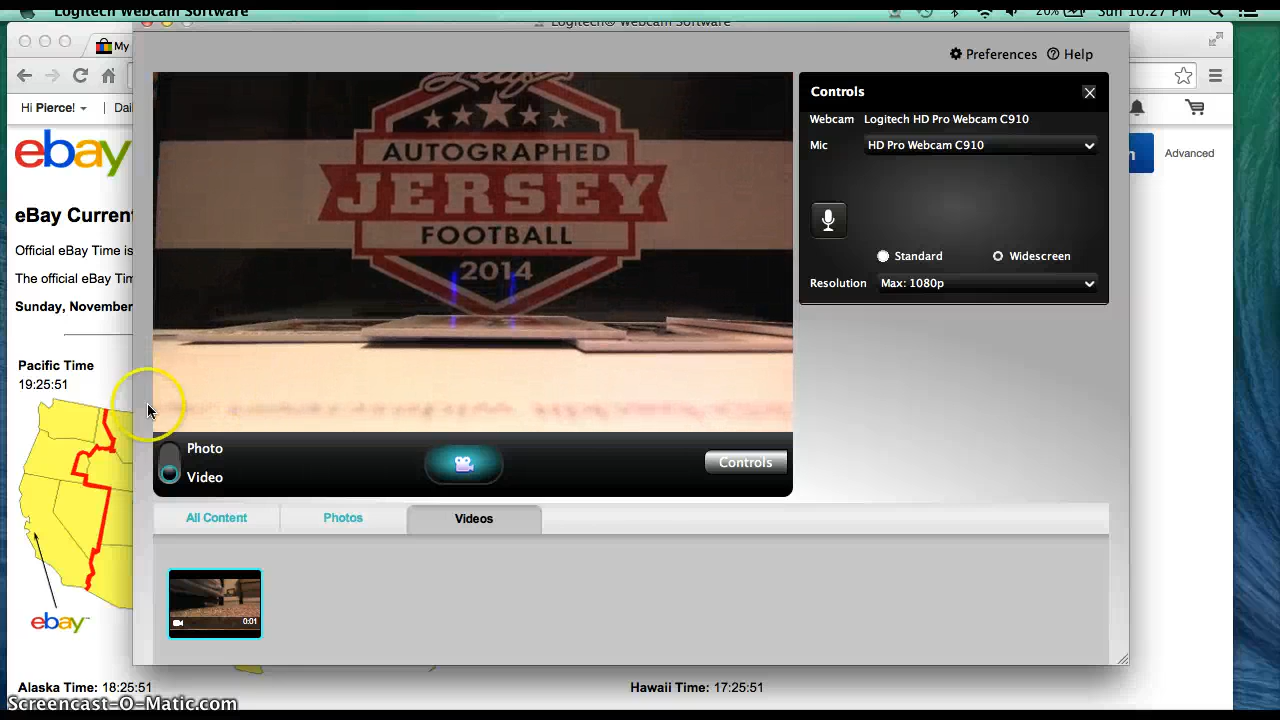 Logitech Webcam Software
20%
Sun 10:27 PM
Logitech® Webcam Software
My
Preferences
Help
Hi Pierce!
Dai
Advanced
ebay
eBay Current
Official eBay Time is
The official eBay Tim
Sunday, November
Pacific Time
19:25:51
ebay
Alaska Time: 18:25:51
Hawaii Time: 17:25:51
AUTOGRAPHED
JERSEY
FOOTBALL
2014
Controls
Webcam Logitech HD Pro Webcam C910
Mic HD Pro Webcam C910
Standard Widescreen
Resolution Max: 1080p
Photo
Video
Controls
All Content Photos Videos
0:01
Screencast-O-Matic.com